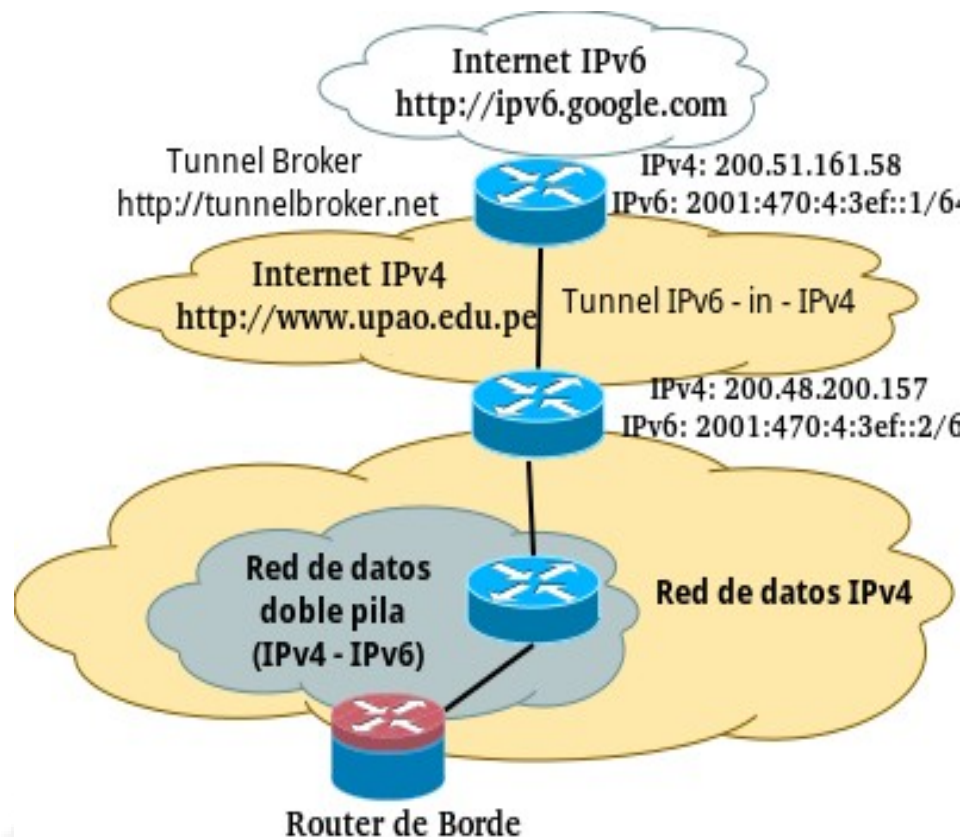 Internet IPv6
http://ipv6.google.com
Tunnel Broker
http://tunnelbroker.net
IPv4: 200.51.161.58
IPv6: 2001:470:4:3ef::1/64
Internet IPv4
http://www.upao.edu.pe
Tunnel IPv6 - in - IPv4
IPv4: 200.48.200.157
IPv6: 2001:470:4:3ef::2/6
Red de datos
doble pila
(IPv4 - IPv6)
Red de datos IPv4
Router de Borde